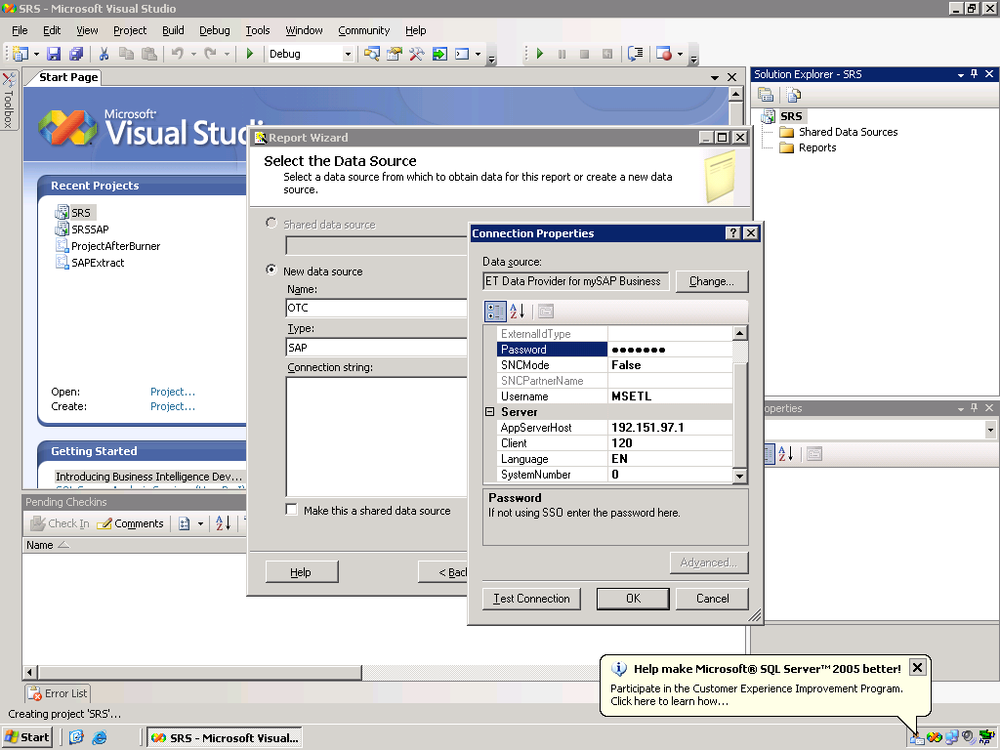 SRS - Microsoft Visual Studio
File Edit View Project Build Debug Tools Window Community Help
Debug
Toolbox
Start Page
Microsoft®
Visual Studi
Recent Projects
SRS
SRSSAP
ProjectAfterBurner
SAPExtract
Open: Project...
Create: Project...
Getting Started
Introducing Business Intelligence Dev...
Pending Checkins
Check In Comments
Name
Report Wizard
Select the Data Source
Select a data source from which to obtain data for this report or create a new data
source.
Shared data source
New data source
Name:
OTC
Type:
SAP
Connection string:
Make this a shared data source
Help < Back
Connection Properties
Data source:
ET Data Provider for mySAP Business Change...
ExternalIdType
Password ●●●●●●●
SNCMode False
SNCPartnerName
Username MSETL
Server
AppServerHost 192.151.97.1
Client 120
Language EN
SystemNumber 0
Password
If not using SSO enter the password here.
Advanced...
Test Connection OK Cancel
Solution Explorer - SRS
SRS
Shared Data Sources
Reports
operties
Help make Microsoft® SQL Server™ 2005 better!
Participate in the Customer Experience Improvement Program.
Click here to learn how...
Error List
Creating project 'SRS'...
Start SRS - Microsoft Visual...